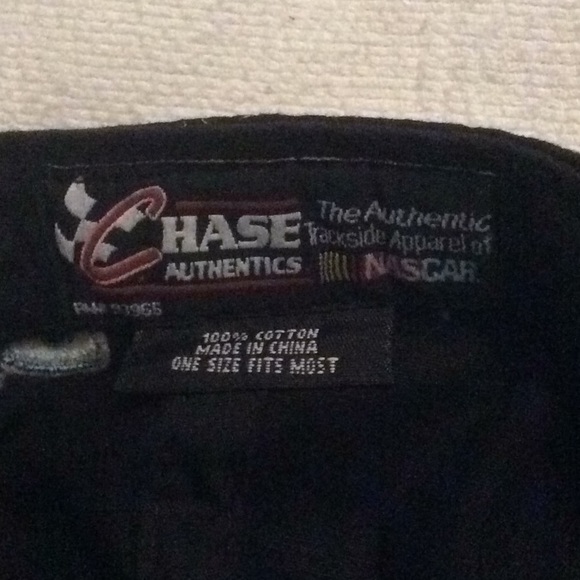 CHASE
AUTHENTICS
The Authentic
Trackside Apparel of
NASCAR
100% COTTON
MADE IN CHINA
ONE SIZE FITS MOST